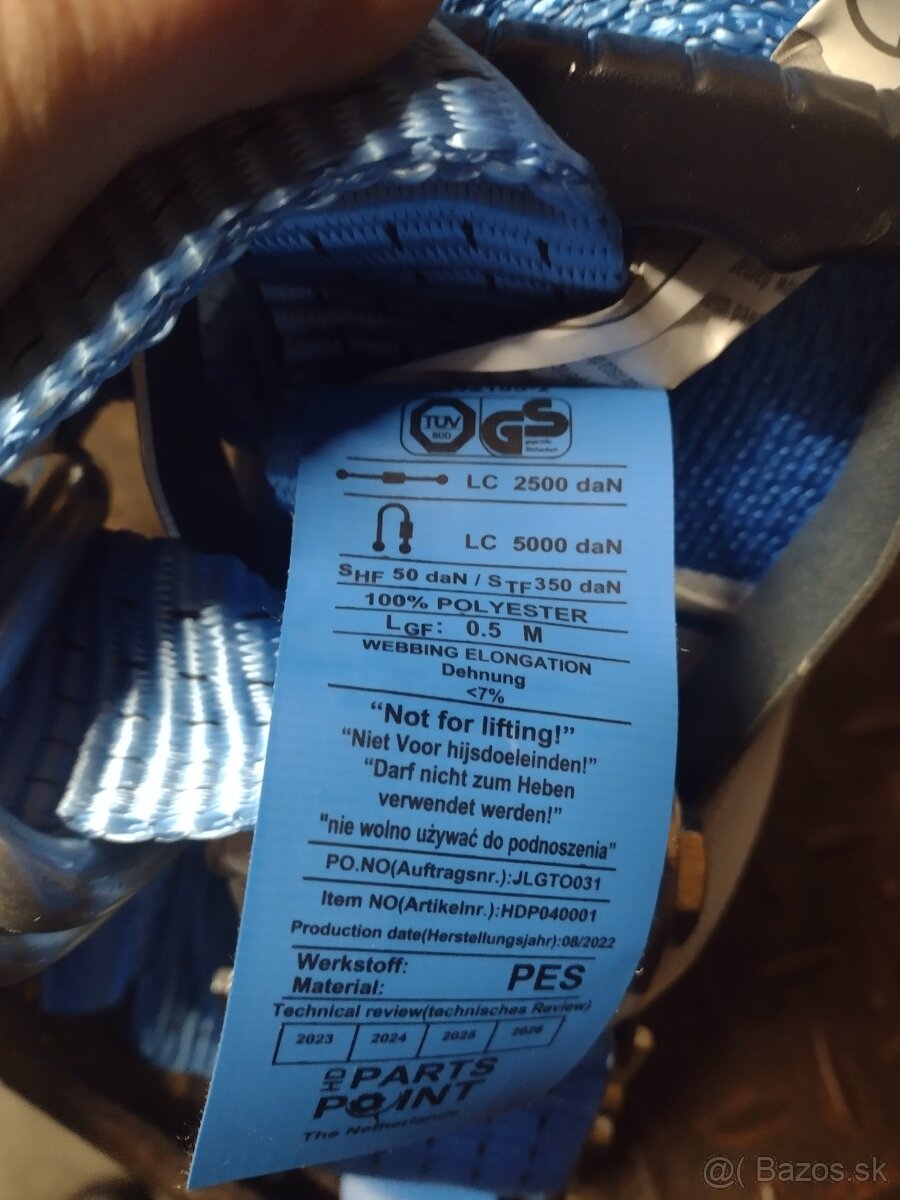 TÜV
SÜD
GS
LC 2500 daN
LC 5000 daN
SHF 50 daN / STF 350 daN
100% POLYESTER
LGF: 0.5 M
WEBBING ELONGATION
Dehnung
<7%
“Not for lifting!”
“Niet Voor hijsdoeleinden!”
“Darf nicht zum Heben
verwendet werden!”
"nie wolno używać do podnoszenia"
PO.NO(Auftragsnr.):JLGTO031
Item NO(Artikelnr.):HDP040001
Production date(Herstellungsjahr):08/2022
Werkstoff:
Material: PES
Technical review(technisches Review)
2023 2024 2025 2026
HD PARTS
POINT
The Netherlands
@( Bazos.sk